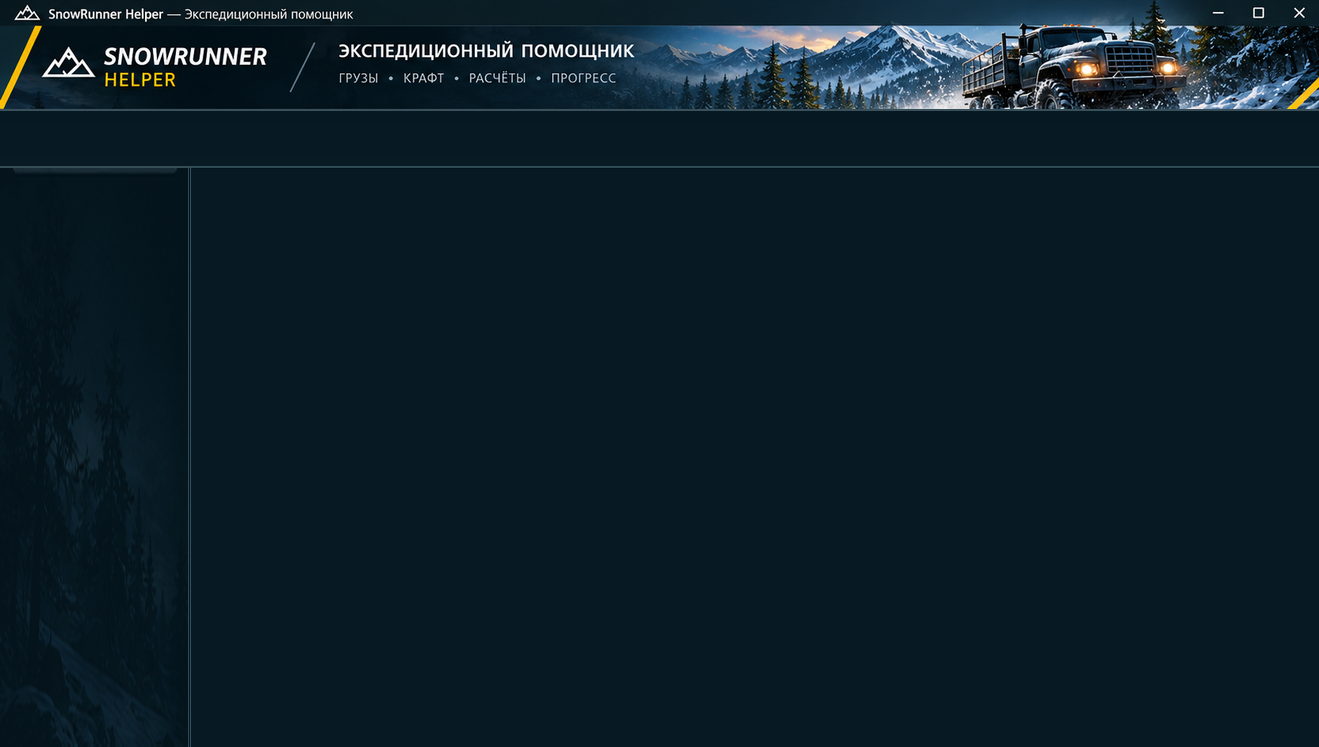 SnowRunner Helper — Экспедиционный помощник
SNOWRUNNER
HELPER
ЭКСПЕДИЦИОННЫЙ ПОМОЩНИК
ГРУЗЫ • КРАФТ • РАСЧЁТЫ • ПРОГРЕСС